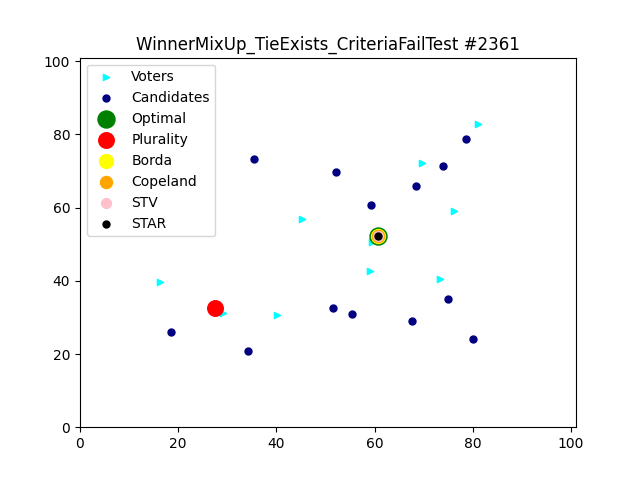 WinnerMixUp_TieExists_CriteriaFailTest #2361
100
80
60
40
20
0
0 20 40 60 80 100
Voters
Candidates
Optimal
Plurality
Borda
Copeland
STV
STAR